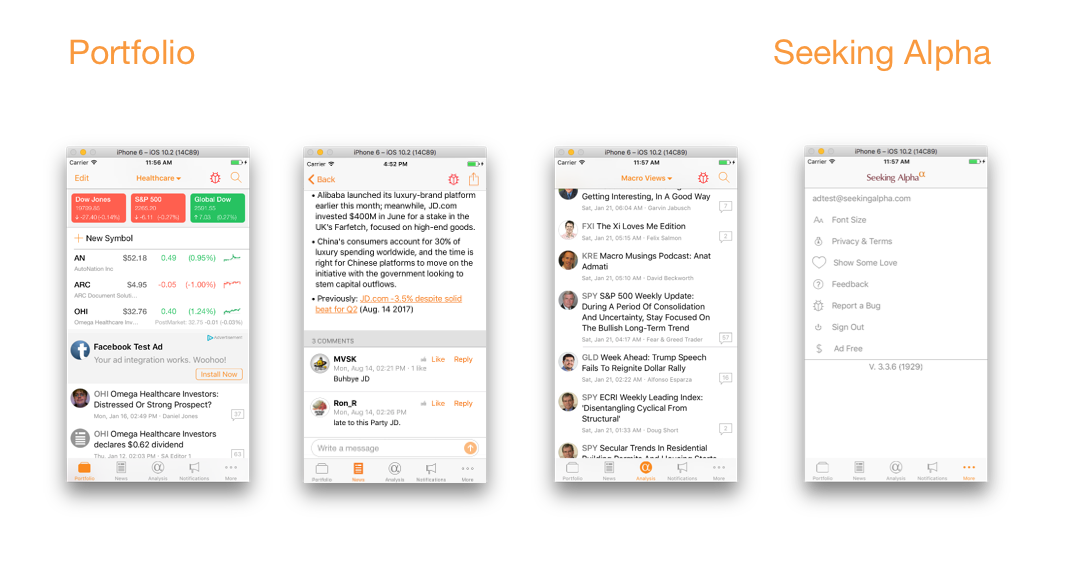 Portfolio
Seeking Alpha
iPhone 6 – iOS 10.2 (14C89)
Carrier
11:56 AM
Edit
Healthcare
Dow Jones
19709.85
-27.40 (-0.14%)
S&P 500
2265.20
-6.11 (-0.27%)
Global Dow
2591.55
7.03 (0.27%)
New Symbol
AN $52.18 0.49 (0.95%)
AutoNation Inc
ARC $4.95 -0.05 (-1.00%)
ARC Document Soluti...
OHI $32.76 0.40 (1.24%)
Omega Healthcare Inv... PostMarket: 32.75 -0.01 (-0.03%)
Advertisement
Facebook Test Ad
Your ad integration works. Woohoo!
Install Now
OHI Omega Healthcare Investors:
Distressed Or Strong Prospect?
Mon, Jan 16, 02:49 PM · Daniel Jones
37
OHI Omega Healthcare Investors
declares $0.62 dividend
Thu, Jan 12, 02:03 PM · SA Editor 1
63
Portfolio
News
Analysis
Notifications
More
iPhone 6 – iOS 10.2 (14C89)
Carrier
4:52 PM
Back
• Alibaba launched its luxury-brand platform
earlier this month; meanwhile, JD.com
invested $400M in June for a stake in the
UK's Farfetch, focused on high-end goods.
• China's consumers account for 30% of
luxury spending worldwide, and the time is
right for Chinese platforms to move on the
initiative with the government looking to
stem capital outflows.
• Previously: JD.com -3.5% despite solid
beat for Q2 (Aug. 14 2017)
3 COMMENTS
MVSK
Like Reply
Mon, Aug 14, 02:21 PM · 1 like
Buhbye JD
Ron_R
Like Reply
Mon, Aug 14, 02:26 PM
late to this Party JD.
Write a message
Portfolio
News
Analysis
Notifications
More
iPhone 6 – iOS 10.2 (14C89)
Carrier
11:57 AM
Macro Views
Getting Interesting, In A Good Way
Sat, Jan 21, 06:04 AM · Garvin Jabusch
7
FXI The Xi Loves Me Edition
Sat, Jan 21, 05:15 AM · Felix Salmon
2
KRE Macro Musings Podcast: Anat
Admati
Sat, Jan 21, 05:10 AM · David Beckworth
SPY S&P 500 Weekly Update:
During A Period Of Consolidation
And Uncertainty, Stay Focused On
The Bullish Long-Term Trend
Sat, Jan 21, 04:17 AM · Fear & Greed Trader
57
GLD Week Ahead: Trump Speech
Fails To Reignite Dollar Rally
Sat, Jan 21, 02:22 AM · Alfonso Esparza
16
SPY ECRI Weekly Leading Index:
'Disentangling Cyclical From
Structural'
Sat, Jan 21, 01:33 AM · Doug Short
2
SPY Secular Trends In Residential
Building Permits And Housing Starts
Portfolio
News
Analysis
Notifications
More
iPhone 6 – iOS 10.2 (14C89)
Carrier
11:57 AM
Seeking Alpha α
adtest@seekingalpha.com
AA Font Size
Privacy & Terms
Show Some Love
Feedback
Report a Bug
Sign Out
$ Ad Free
V. 3.3.6 (1929)
Portfolio
News
Analysis
Notifications
More